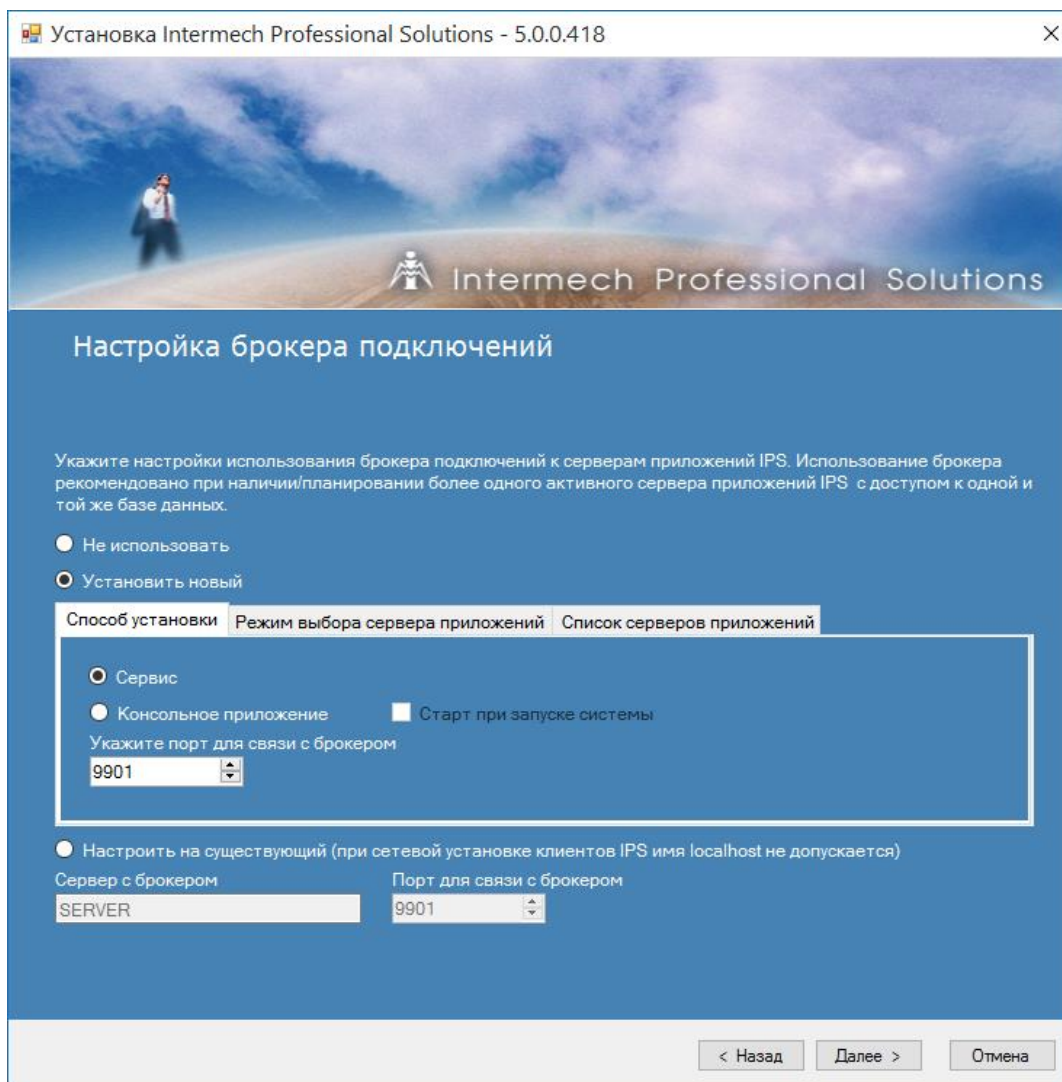 Установка Intermech Professional Solutions - 5.0.0.418
Intermech Professional Solutions
Настройка брокера подключений
Укажите настройки использования брокера подключений к серверам приложений IPS. Использование брокера
рекомендовано при наличии/планировании более одного активного сервера приложений IPS с доступом к одной и
той же базе данных.
Не использовать
Установить новый
Способ установки Режим выбора сервера приложений Список серверов приложений
Сервис
Консольное приложение Старт при запуске системы
Укажите порт для связи с брокером
9901
Настроить на существующий (при сетевой установке клиентов IPS имя localhost не допускается)
Сервер с брокером Порт для связи с брокером
SERVER 9901
< Назад Далее > Отмена